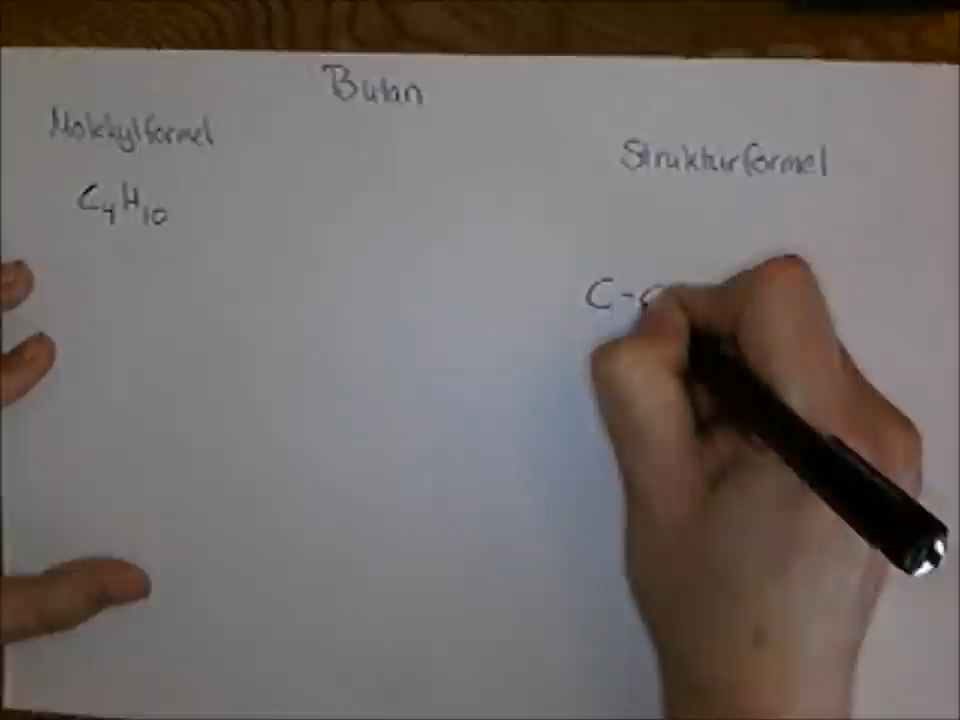 Butan
Molekylformel
Strukturformel
C₄H₁₀
C-C